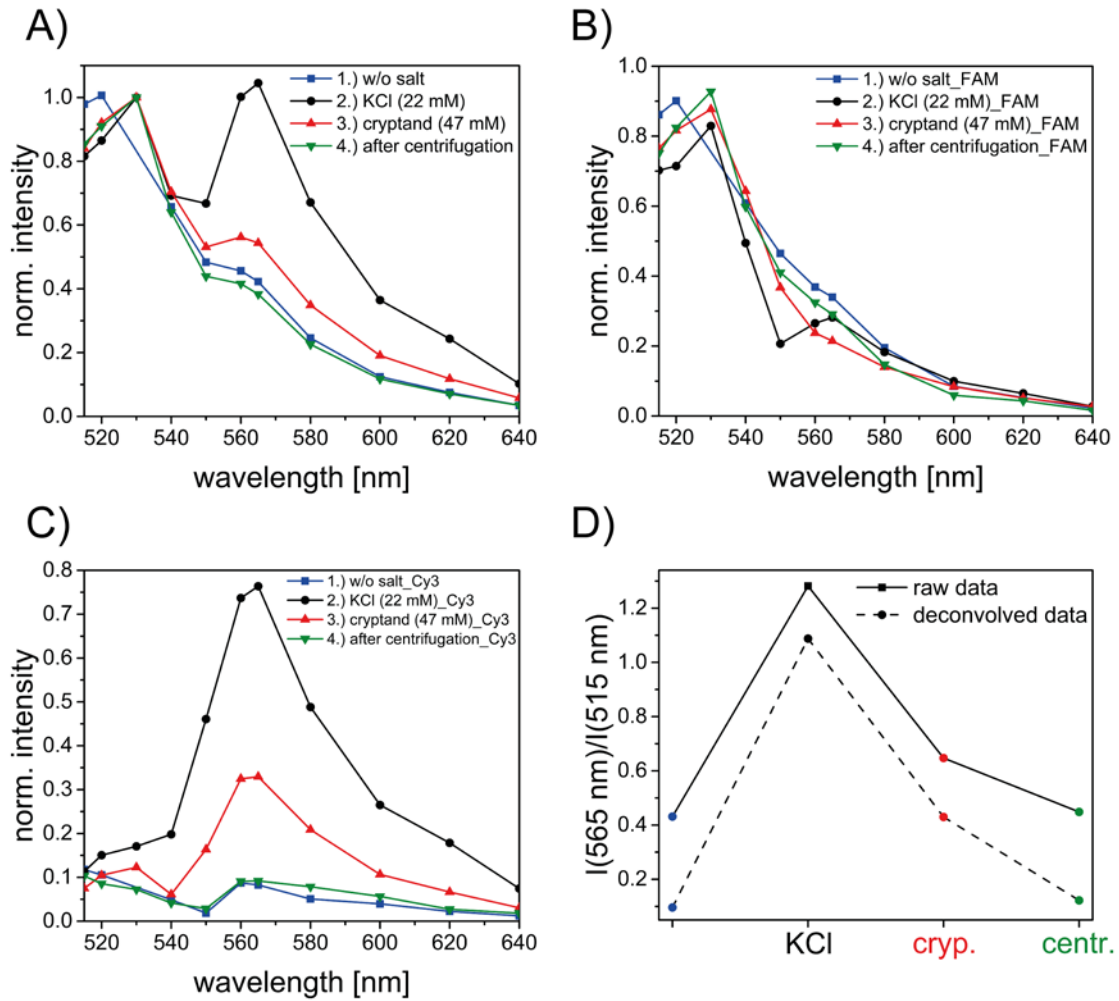 A)
1.) w/o salt
2.) KCl (22 mM)
3.) cryptand (47 mM)
4.) after centrifugation
norm. intensity
1.0
0.8
0.6
0.4
0.2
0.0
520 540 560 580 600 620 640
wavelength [nm]
B)
1.) w/o salt_FAM
2.) KCl (22 mM)_FAM
3.) cryptand (47 mM)_FAM
4.) after centrifugation_FAM
norm. intensity
1.0
0.8
0.6
0.4
0.2
0.0
520 540 560 580 600 620 640
wavelength [nm]
C)
1.) w/o salt_Cy3
2.) KCl (22 mM)_Cy3
3.) cryptand (47 mM)_Cy3
4.) after centrifugation_Cy3
norm. intensity
0.8
0.7
0.6
0.5
0.4
0.3
0.2
0.1
0.0
520 540 560 580 600 620 640
wavelength [nm]
D)
raw data
deconvolved data
I(565 nm)/I(515 nm)
1.2
1.0
0.8
0.6
0.4
0.2
KCl cryp. centr.